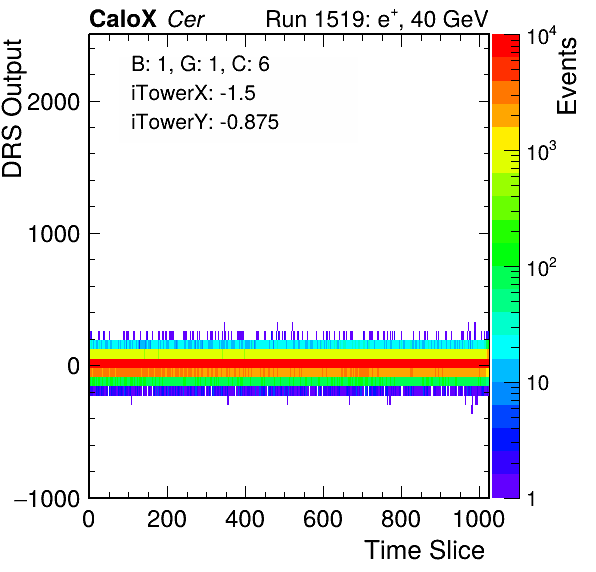 CaloX Cer
Run 1519: e⁺, 40 GeV
B: 1, G: 1, C: 6
iTowerX: -1.5
iTowerY: -0.875
DRS Output
2000
1000
0
−1000
0 200 400 600 800 1000
Time Slice
10⁴
10³
10²
10
1
Events